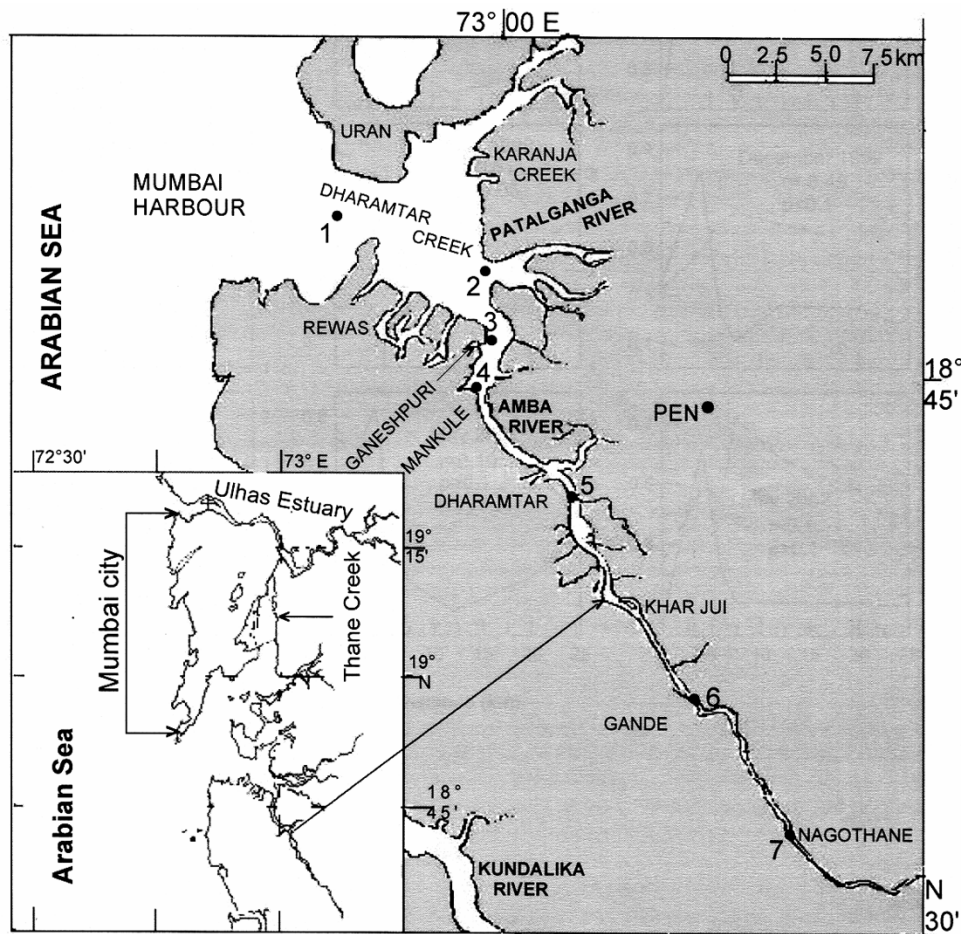 73° 00 E
0 2.5 5.0 7.5 km
URAN
KARANJA
CREEK
MUMBAI
HARBOUR
DHARAMTAR
CREEK
PATALGANGA
RIVER
1
2
ARABIAN SEA
REWAS
3
4
18°
45'
GANESHPURI
MANKULE
AMBA
RIVER
PEN
72°30'
73° E
DHARAMTAR
5
Ulhas Estuary
19°
15'
Mumbai city
Thane Creek
KHAR JUI
19°
N
6
GANDE
18°
45'
Arabian Sea
7
NAGOTHANE
KUNDALIKA
RIVER
N
30'